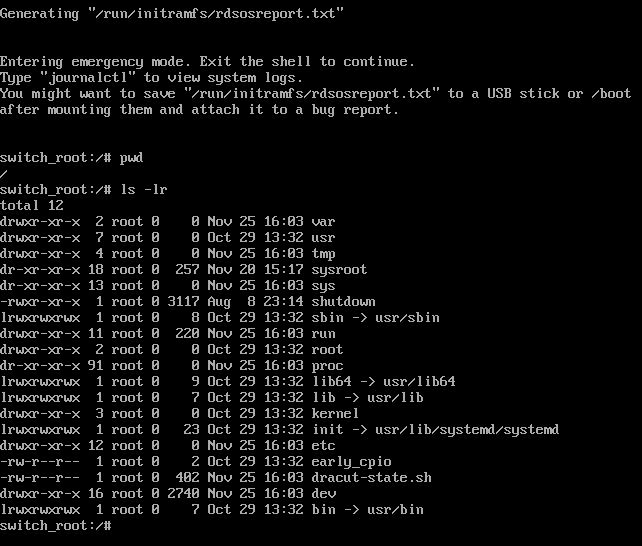 Generating "/run/initramfs/rdsosreport.txt"
Entering emergency mode. Exit the shell to continue.
Type "journalctl" to view system logs.
You might want to save "/run/initramfs/rdsosreport.txt" to a USB stick or /boot
after mounting them and attach it to a bug report.
switch_root:/# pwd
/
switch_root:/# ls -lr
total 12
drwxr-xr-x  2 root 0    0 Nov 25 16:03 var
drwxr-xr-x  7 root 0    0 Oct 29 13:32 usr
drwxr-xr-x  4 root 0    0 Nov 25 16:03 tmp
dr-xr-xr-x 18 root 0  257 Nov 20 15:17 sysroot
dr-xr-xr-x 13 root 0    0 Nov 25 16:03 sys
-rwxr-xr-x  1 root 0 3117 Aug  8 23:14 shutdown
lrwxrwxrwx  1 root 0    8 Oct 29 13:32 sbin -> usr/sbin
drwxr-xr-x 11 root 0  220 Nov 25 16:03 run
drwxr-xr-x  2 root 0    0 Oct 29 13:32 root
dr-xr-xr-x 91 root 0    0 Nov 25 16:03 proc
lrwxrwxrwx  1 root 0    9 Oct 29 13:32 lib64 -> usr/lib64
lrwxrwxrwx  1 root 0    7 Oct 29 13:32 lib -> usr/lib
drwxr-xr-x  3 root 0    0 Oct 29 13:32 kernel
lrwxrwxrwx  1 root 0   23 Oct 29 13:32 init -> usr/lib/systemd/systemd
drwxr-xr-x 12 root 0    0 Nov 25 16:03 etc
-rw-r--r--  1 root 0    2 Oct 29 13:32 early_cpio
-rw-r--r--  1 root 0  402 Nov 25 16:03 dracut-state.sh
drwxr-xr-x 16 root 0 2740 Nov 25 16:03 dev
lrwxrwxrwx  1 root 0    7 Oct 29 13:32 bin -> usr/bin
switch_root:/#